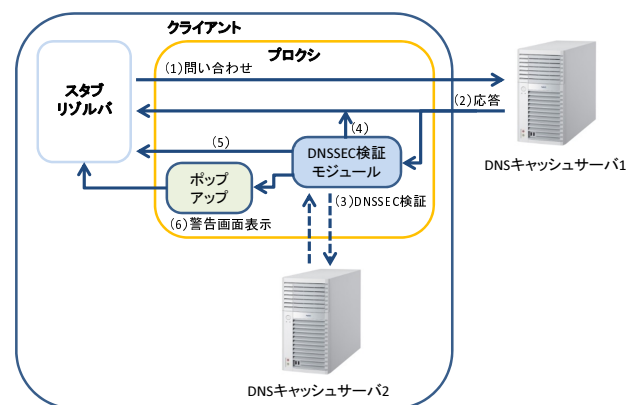 クライアント
プロクシ
スタブ
リゾルバ
(1)問い合わせ
(2)応答
(4)
(5)
DNSSEC検証
モジュール
DNSキャッシュサーバ1
ポップ
アップ
(3)DNSSEC検証
(6)警告画面表示
DNSキャッシュサーバ2